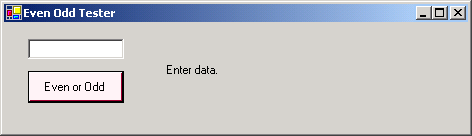 Even Odd Tester
Enter data.
Even or Odd